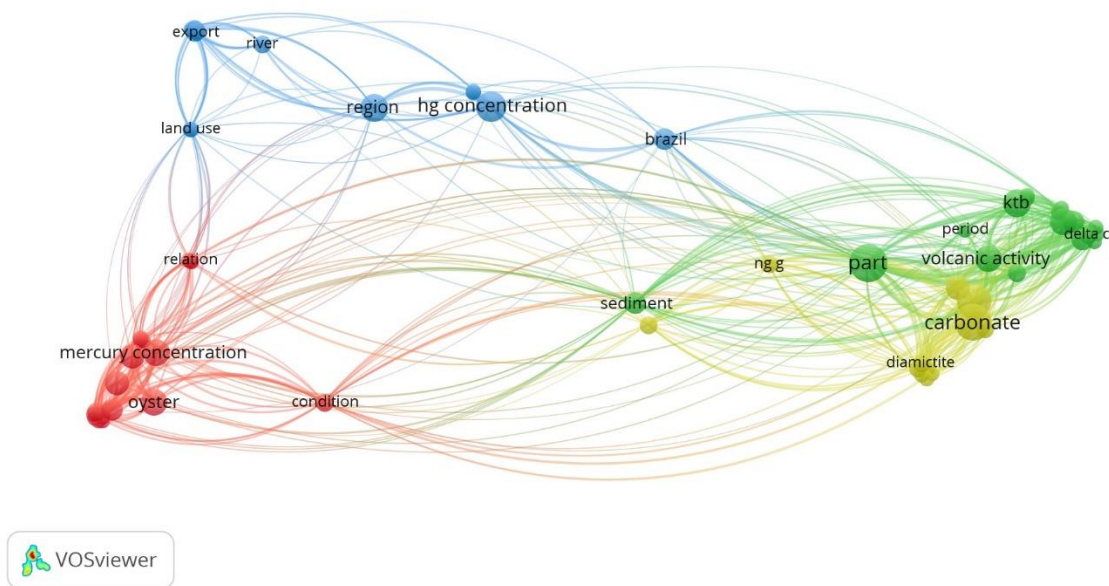 export
river
region
hg concentration
land use
brazil
ktb
period
delta c
relation
ng g
part
volcanic activity
sediment
carbonate
mercury concentration
diamictite
oyster
condition
VOSviewer